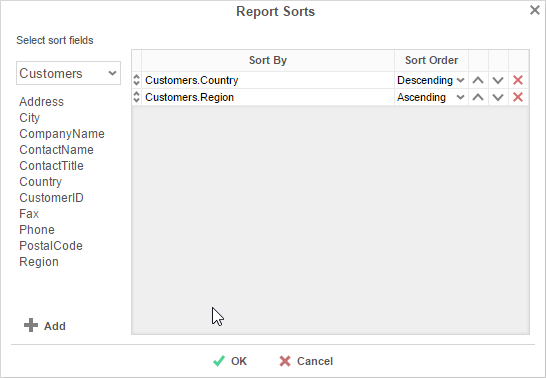 Report Sorts
Select sort fields
Customers
Address
City
CompanyName
ContactName
ContactTitle
Country
CustomerID
Fax
Phone
PostalCode
Region
Add
Sort By Sort Order
Customers.Country Descending
Customers.Region Ascending
OK Cancel